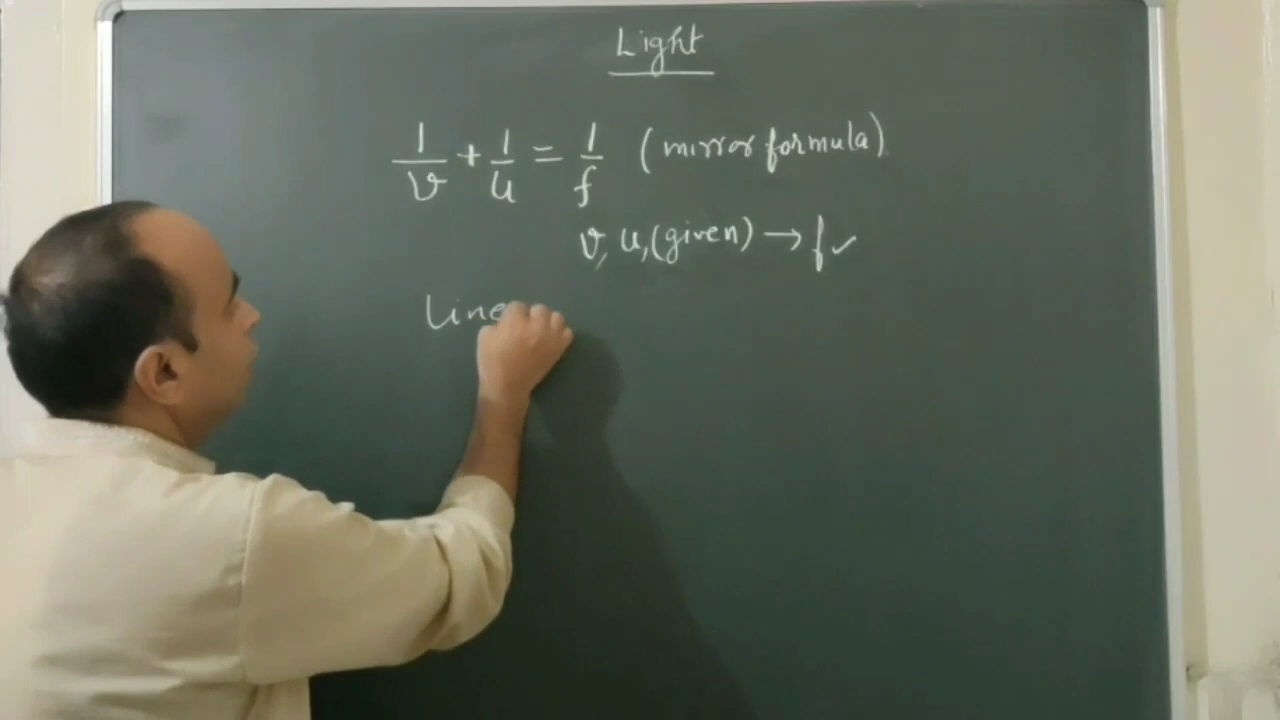 Light
1/v + 1/u = 1/f (mirror formula)
v, u, (given) → f ✓
Line